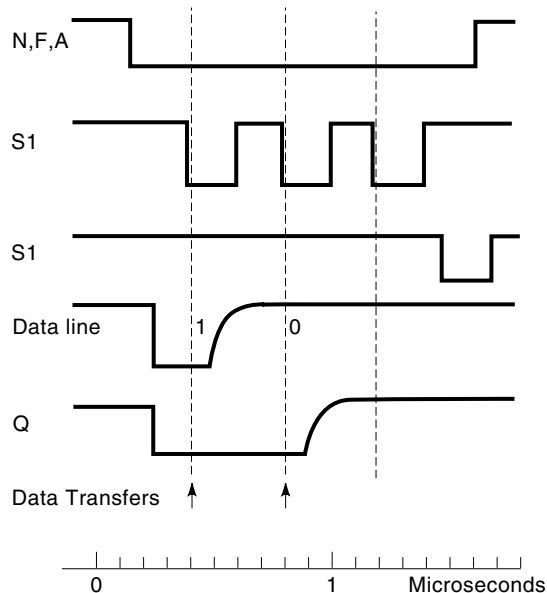 N,F,A
S1
S1
Data line 1 0
Q
Data Transfers
0 1 Microseconds